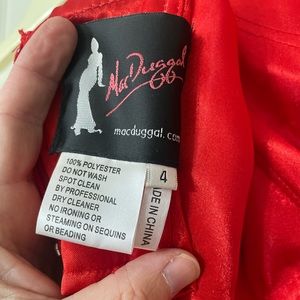 Mac Duggal
macduggal.com
100% POLYESTER
DO NOT WASH
SPOT CLEAN
BY PROFESSIONAL
DRY CLEANER
NO IRONING OR
STEAMING ON SEQUINS
OR BEADING
4
MADE IN CHINA